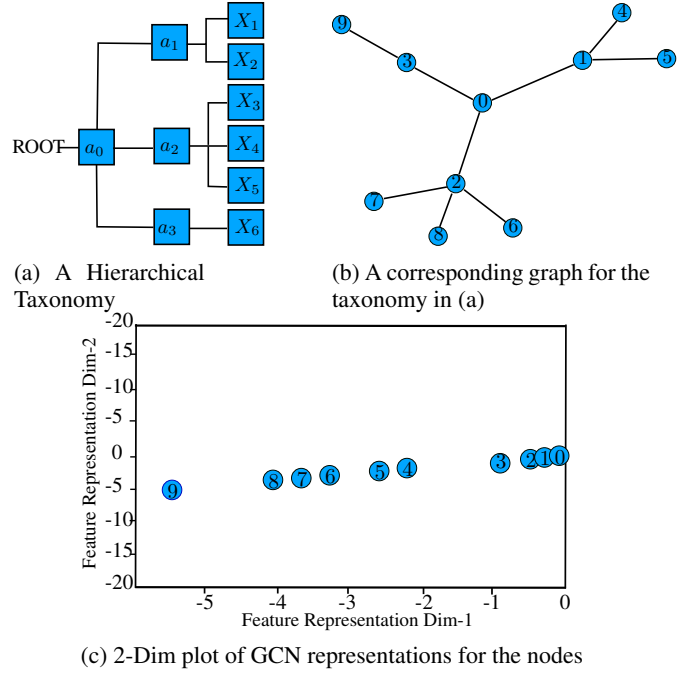 X₁
a₁
X₂
X₃
ROOT a₀ a₂ X₄
X₅
a₃ X₆
(a) A Hierarchical
Taxonomy
4
9
3 1 5
0
2
7 6
8
(b) A corresponding graph for the
taxonomy in (a)
Feature Representation Dim-2
-20
-15
-10
-5
0
-5
-10
-15
-20
9 8 7 6 5 4 3 2 1 0
-5 -4 -3 -2 -1 0
Feature Representation Dim-1
(c) 2-Dim plot of GCN representations for the nodes